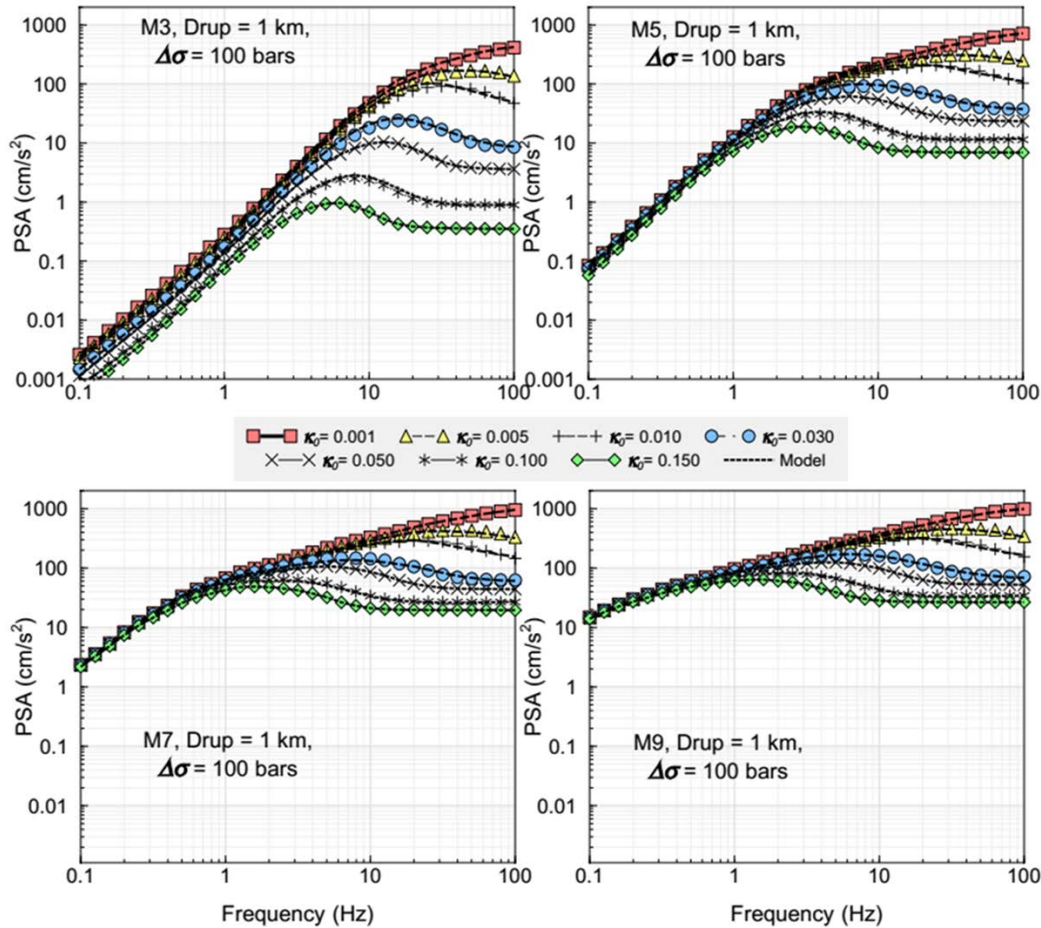 M3, Drup = 1 km,
Δσ = 100 bars
PSA (cm/s²)
1000
100
10
1
0.1
0.01
0.001
0.1
1
10
100
M5, Drup = 1 km,
Δσ = 100 bars
PSA (cm/s²)
1000
100
10
1
0.1
0.01
0.001
0.1
1
10
100
κ₀= 0.001 κ₀= 0.005 κ₀= 0.010 κ₀= 0.030
κ₀= 0.050 κ₀= 0.100 κ₀= 0.150 Model
PSA (cm/s²)
1000
100
10
1
0.1
0.01
M7, Drup = 1 km,
Δσ = 100 bars
0.1
1
10
100
Frequency (Hz)
PSA (cm/s²)
1000
100
10
1
0.1
0.01
M9, Drup = 1 km,
Δσ = 100 bars
0.1
1
10
100
Frequency (Hz)